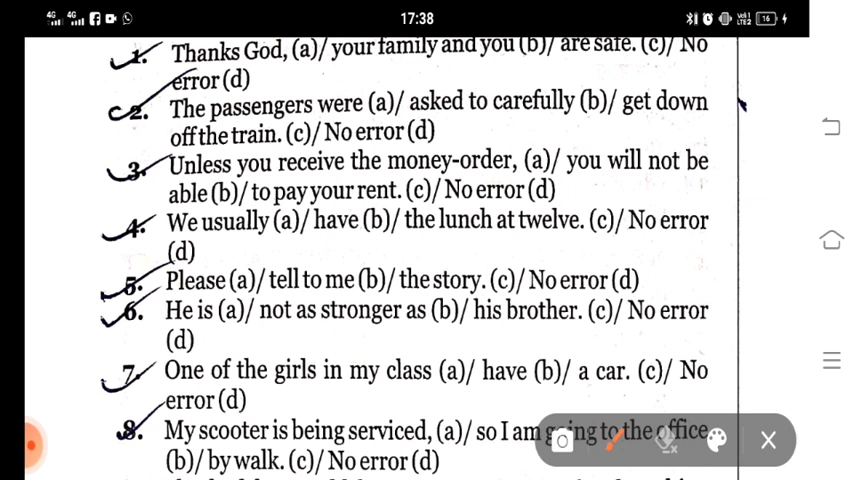 4G 4G 17:38 16
1. Thanks God, (a)/ your family and you (b)/ are safe. (c)/ No
error (d)
2. The passengers were (a)/ asked to carefully (b)/ get down
off the train. (c)/ No error (d)
3. Unless you receive the money-order, (a)/ you will not be
able (b)/ to pay your rent. (c)/ No error (d)
4. We usually (a)/ have (b)/ the lunch at twelve. (c)/ No error
(d)
5. Please (a)/ tell to me (b)/ the story. (c)/ No error (d)
6. He is (a)/ not as stronger as (b)/ his brother. (c)/ No error
(d)
7. One of the girls in my class (a)/ have (b)/ a car. (c)/ No
error (d)
8. My scooter is being serviced, (a)/ so I am going to the office
(b)/ by walk. (c)/ No error (d)